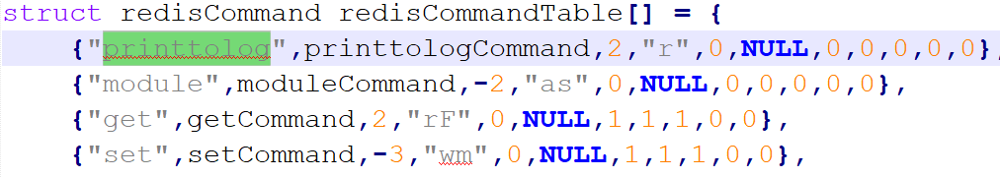 struct redisCommand redisCommandTable[] = {
{"printtolog",printtologCommand,2,"r",0,NULL,0,0,0,0,0},
{"module",moduleCommand,-2,"as",0,NULL,0,0,0,0,0},
{"get",getCommand,2,"rF",0,NULL,1,1,1,0,0},
{"set",setCommand,-3,"wm",0,NULL,1,1,1,0,0},